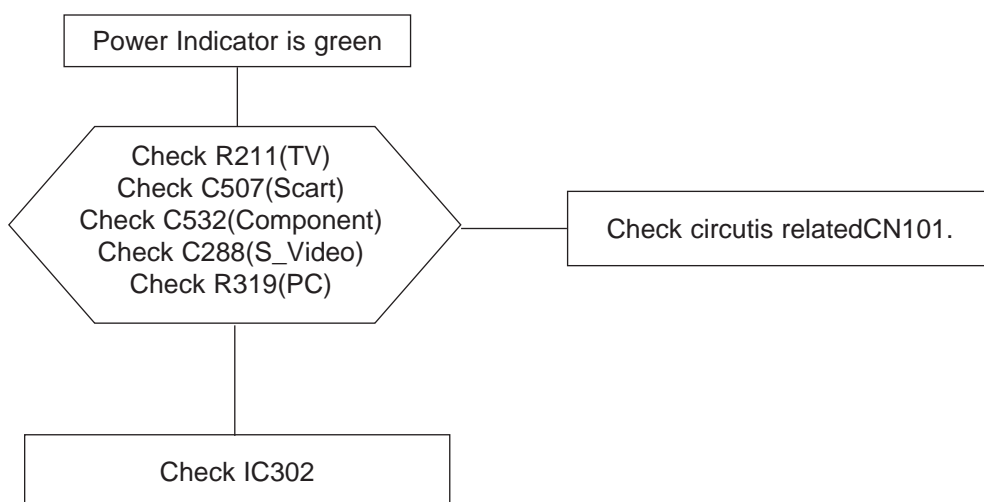 Power Indicator is green
Check R211(TV)
Check C507(Scart)
Check C532(Component)
Check C288(S_Video)
Check R319(PC)
Check circutis relatedCN101.
Check IC302